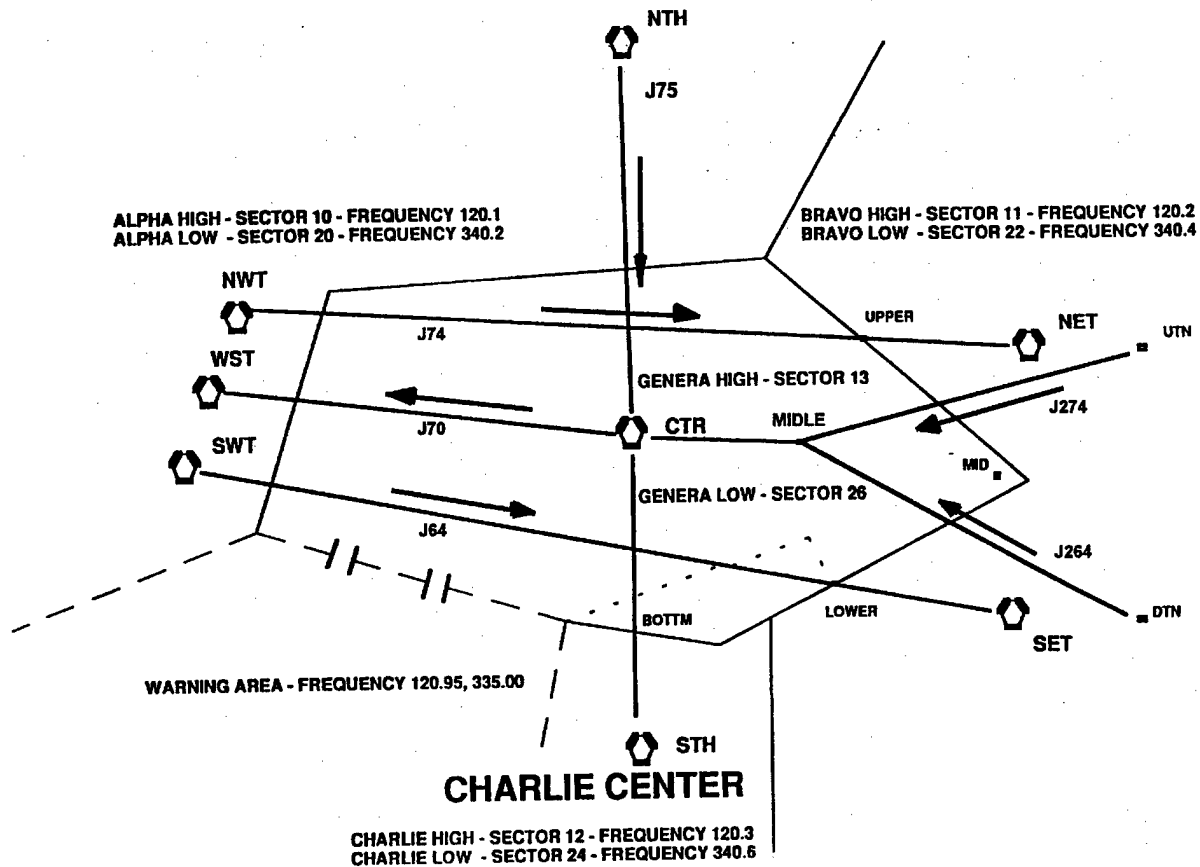 NTH
J75
ALPHA HIGH - SECTOR 10 - FREQUENCY 120.1
ALPHA LOW - SECTOR 20 - FREQUENCY 340.2
BRAVO HIGH - SECTOR 11 - FREQUENCY 120.2
BRAVO LOW - SECTOR 22 - FREQUENCY 340.4
NWT
UPPER
NET
UTN
J74
WST
GENERA HIGH - SECTOR 13
J274
J70
CTR
MIDLE
SWT
MID
GENERA LOW - SECTOR 26
J64
J264
BOTTM
LOWER
DTN
SET
WARNING AREA - FREQUENCY 120.95, 335.00
STH
CHARLIE CENTER
CHARLIE HIGH - SECTOR 12 - FREQUENCY 120.3
CHARLIE LOW - SECTOR 24 - FREQUENCY 340.6